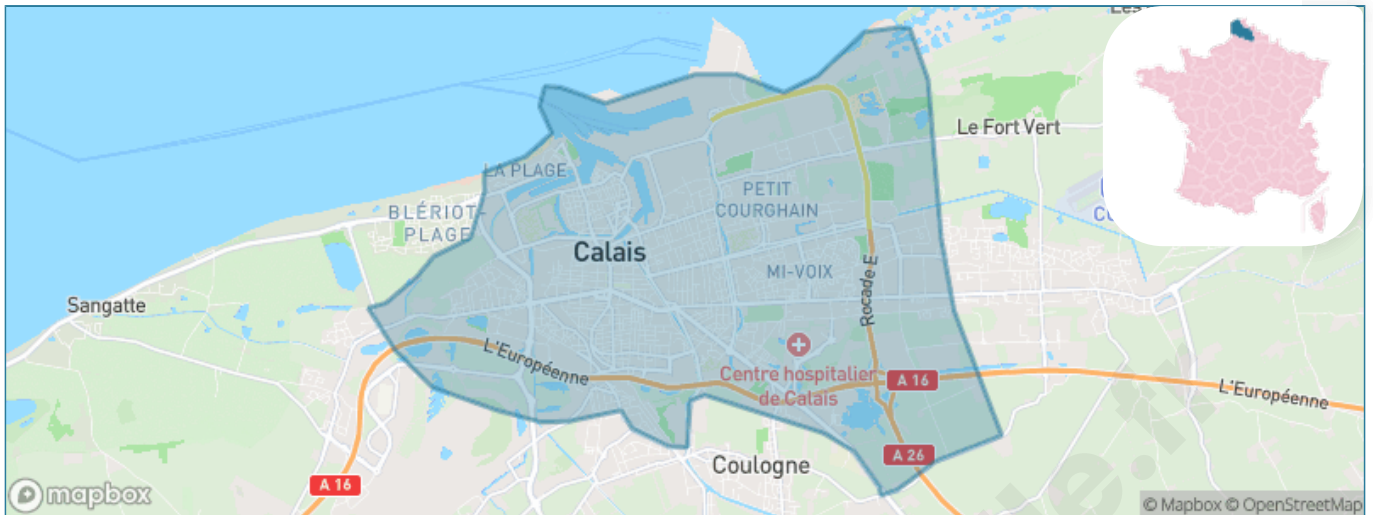 Les
Le Fort Vert
LA PLAGE
PETIT
COURGHAIN
BLÉRIOT-
PLAGE
Calais
MI-VOIX
Rocade E
Sangatte
L'Européenne
Centre hospitalier
de Calais
A 16
L'Européenne
Coulogne
A 26
A 16
mapbox
© Mapbox © OpenStreetMap